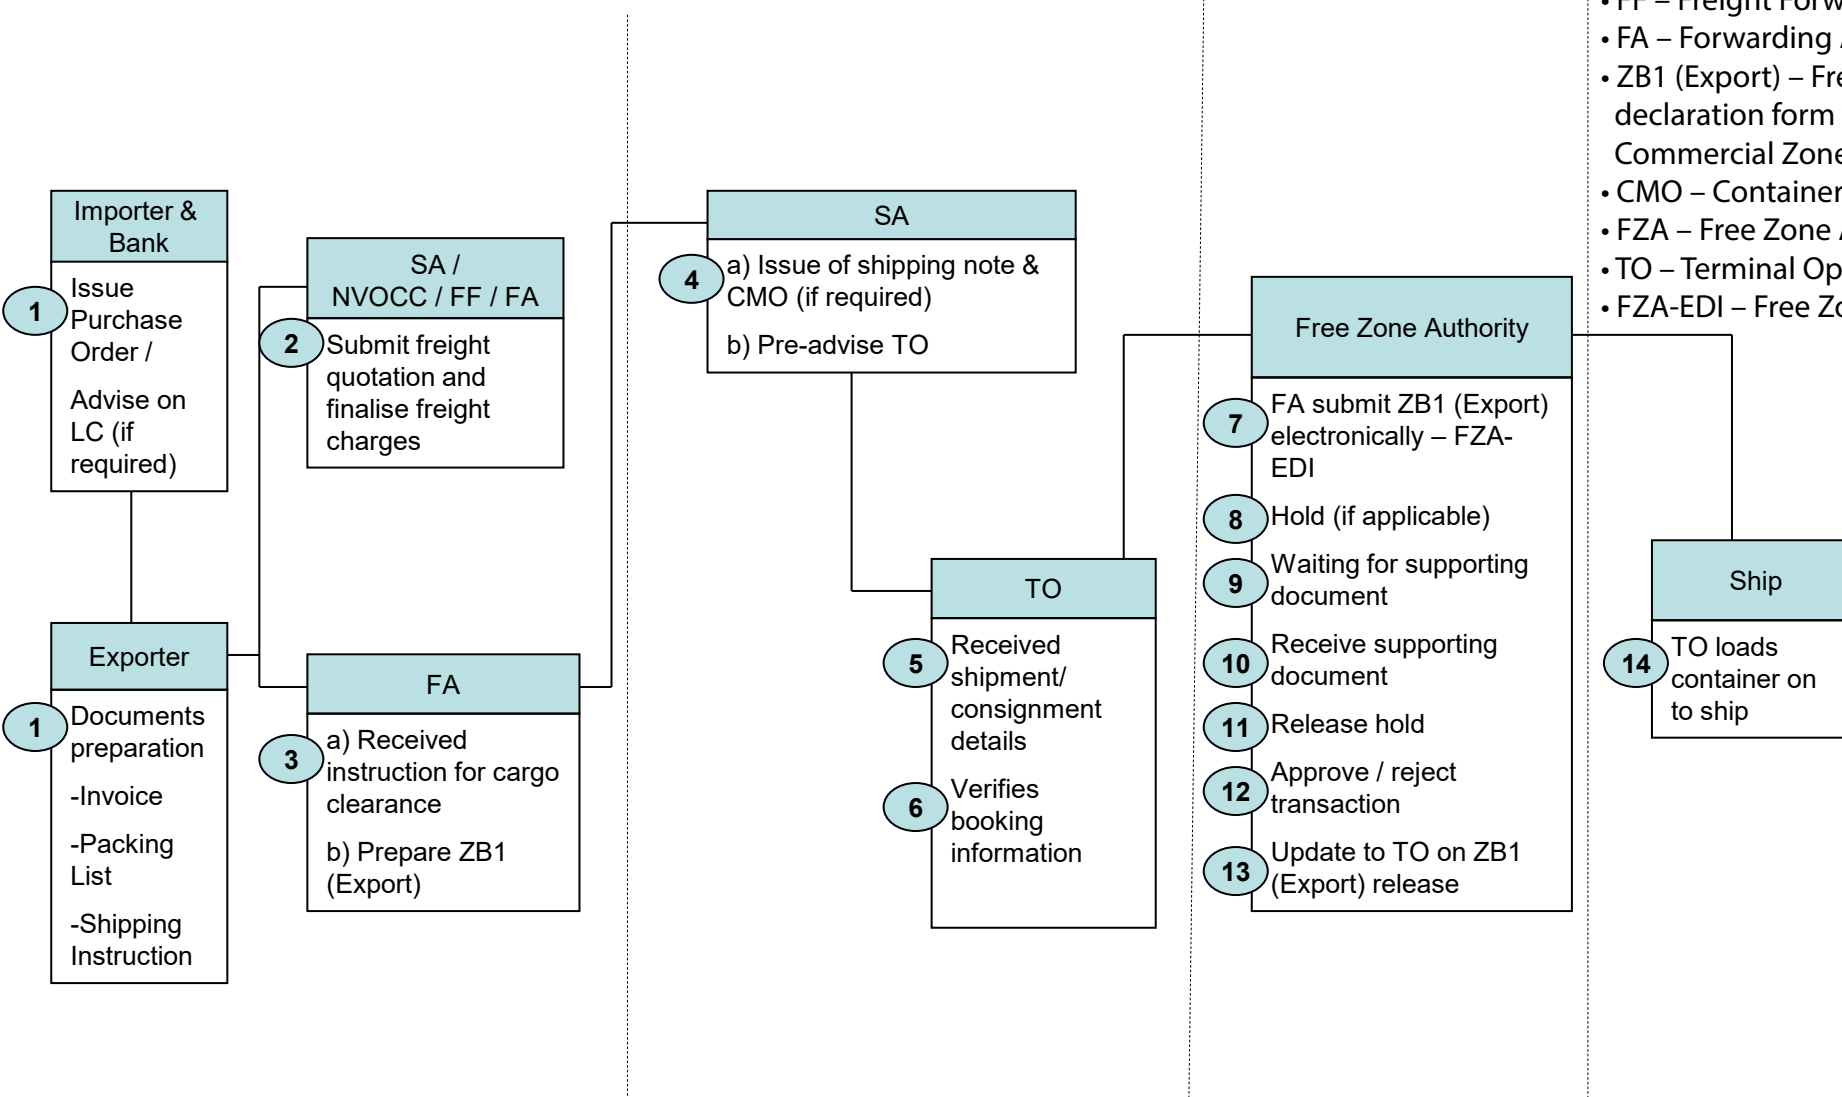 • FF – Freight
• FA – Forwarding
• ZB1 (Export) –
declaration form
Commercial
• CMO – Container
• FZA – Free Zone
• TO – Terminal
• FZA-EDI – Free
Importer &
Bank
1
Issue
Purchase
Order /
Advise on
LC (if
required)
Exporter
1
Documents
preparation
-Invoice
-Packing
List
-Shipping
Instruction
SA /
NVOCC / FF / FA
2
Submit freight
quotation and
finalise freight
charges
FA
3
a) Received
instruction for cargo
clearance
b) Prepare ZB1
(Export)
SA
4
a) Issue of shipping note &
CMO (if required)
b) Pre-advise TO
TO
5
Received
shipment/
consignment
details
6
Verifies
booking
information
Free Zone Authority
7
FA submit ZB1 (Export)
electronically – FZA-
EDI
8
Hold (if applicable)
9
Waiting for supporting
document
10
Receive supporting
document
11
Release hold
12
Approve / reject
transaction
13
Update to TO on ZB1
(Export) release
Ship
14
TO loads
container on
to ship